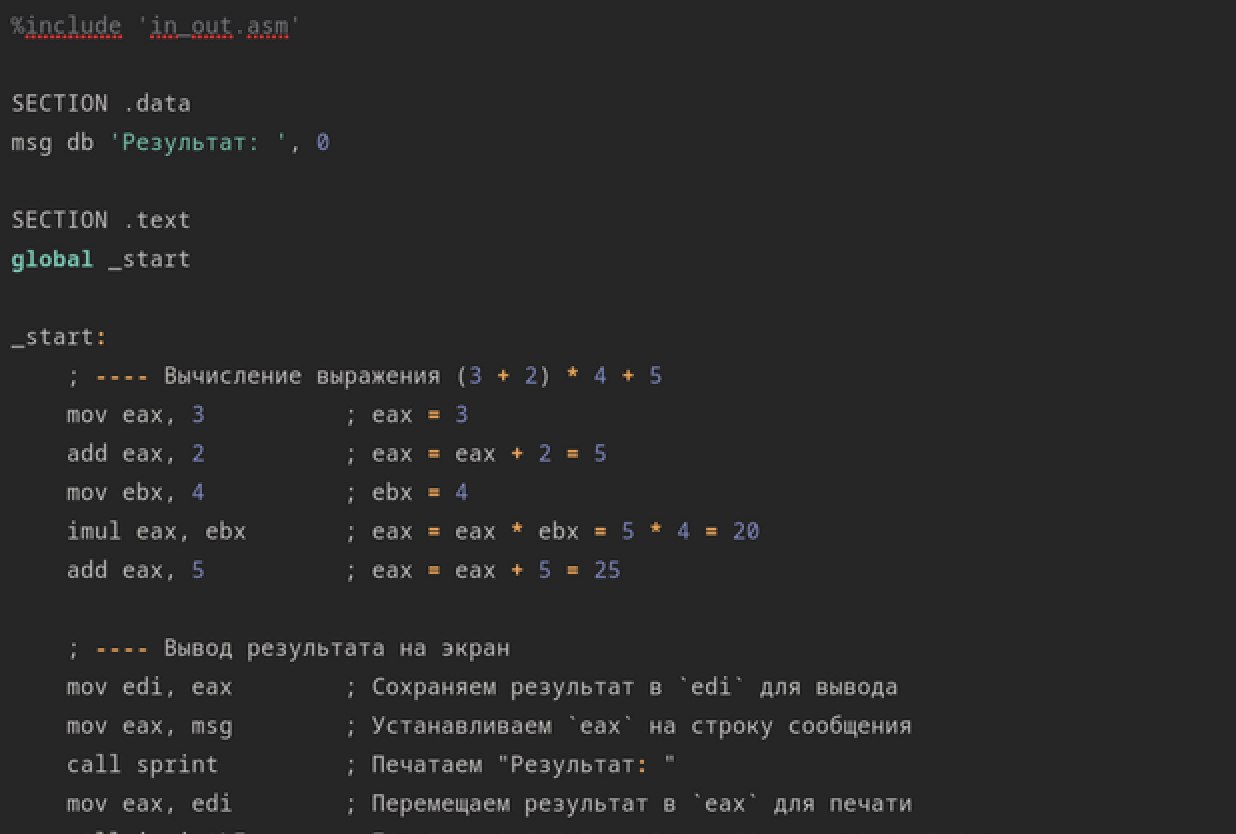 %include 'in_out.asm'
SECTION .data
msg db 'Результат: ', 0
SECTION .text
global _start
_start:
; ---- Вычисление выражения (3 + 2) * 4 + 5
mov eax, 3 ; eax = 3
add eax, 2 ; eax = eax + 2 = 5
mov ebx, 4 ; ebx = 4
imul eax, ebx ; eax = eax * ebx = 5 * 4 = 20
add eax, 5 ; eax = eax + 5 = 25
; ---- Вывод результата на экран
mov edi, eax ; Сохраняем результат в `edi` для вывода
mov eax, msg ; Устанавливаем `eax` на строку сообщения
call sprint ; Печатаем "Результат: "
mov eax, edi ; Перемещаем результат в `eax` для печати